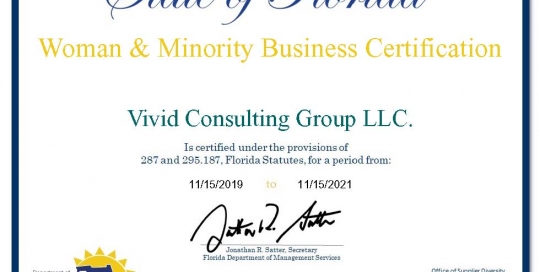 State of Florida
Woman & Minority Business Certification
Vivid Consulting Group LLC.
Is certified under the provisions of
287 and 295.187, Florida Statutes, for a period from:
11/15/2019 to 11/15/2021
Jonathan R. Satter, Secretary
Florida Department of Management Services
Office of Supplier Diversity